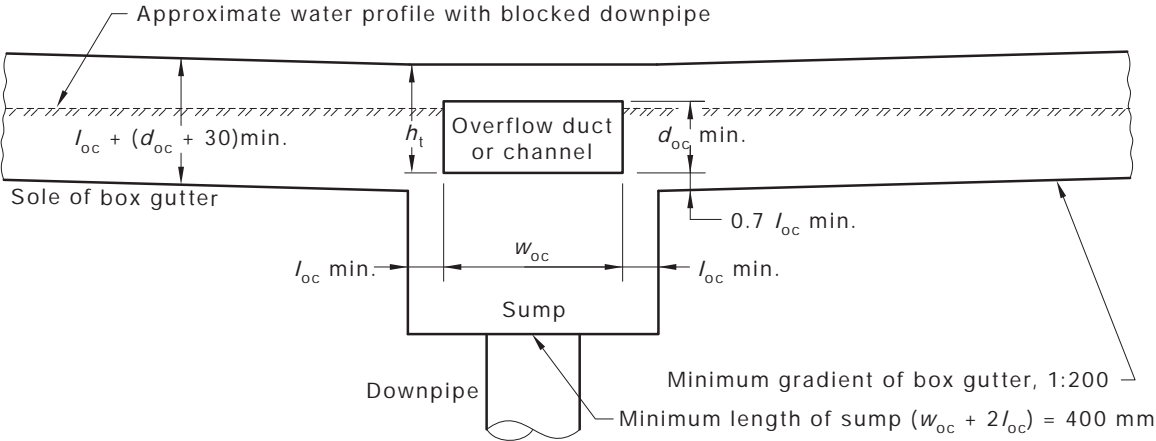 Approximate water profile with blocked downpipe
l_oc + (d_oc + 30)min.
h_t
Overflow duct
or channel
d_oc min.
Sole of box gutter
0.7 l_oc min.
l_oc min.
w_oc
l_oc min.
Sump
Downpipe
Minimum gradient of box gutter, 1:200
Minimum length of sump (w_oc + 2l_oc) = 400 mm